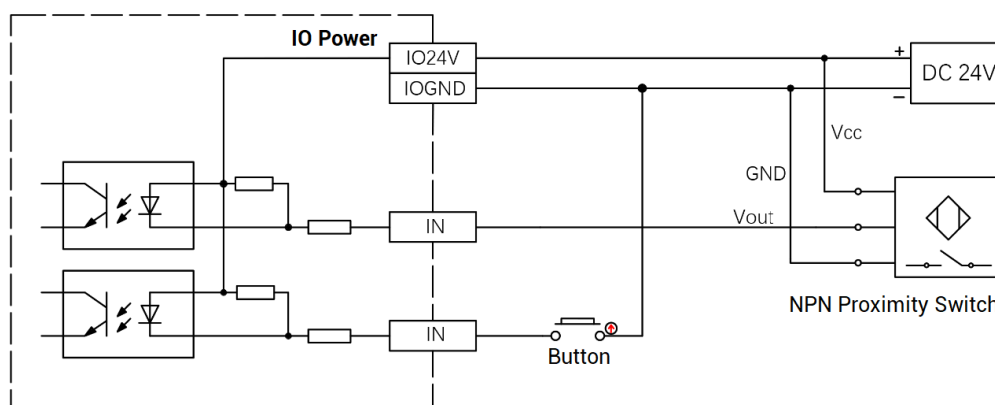 IO Power
IO24V
IOGND
+
DC 24V
−
Vcc
GND
Vout
IN
NPN Proximity Switch
IN
Button